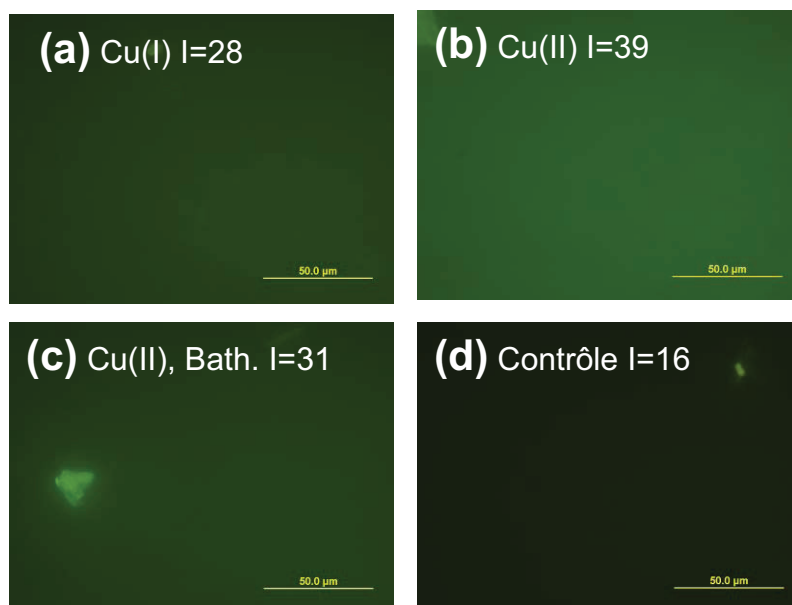 (a) Cu(I) I=28
50.0 µm
(b) Cu(II) I=39
50.0 µm
(c) Cu(II), Bath. I=31
50.0 µm
(d) Contrôle I=16
50.0 µm